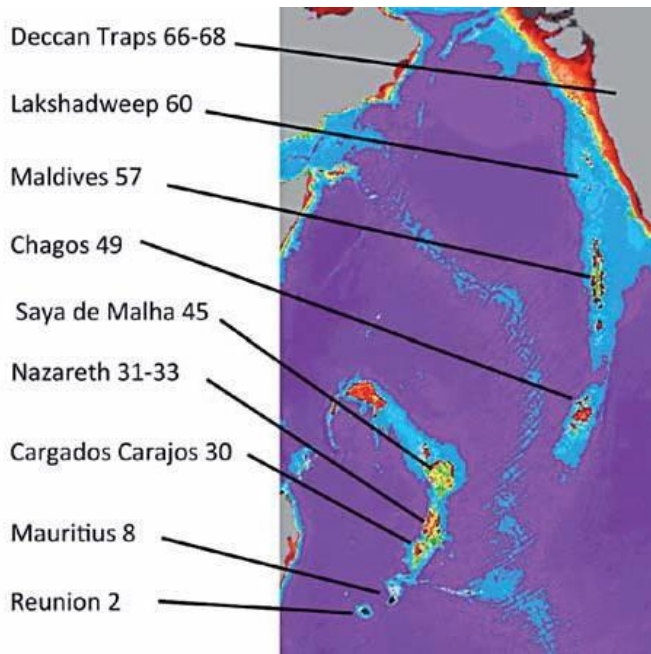 Deccan Traps 66-68
Lakshadweep 60
Maldives 57
Chagos 49
Saya de Malha 45
Nazareth 31-33
Cargados Carajos 30
Mauritius 8
Reunion 2